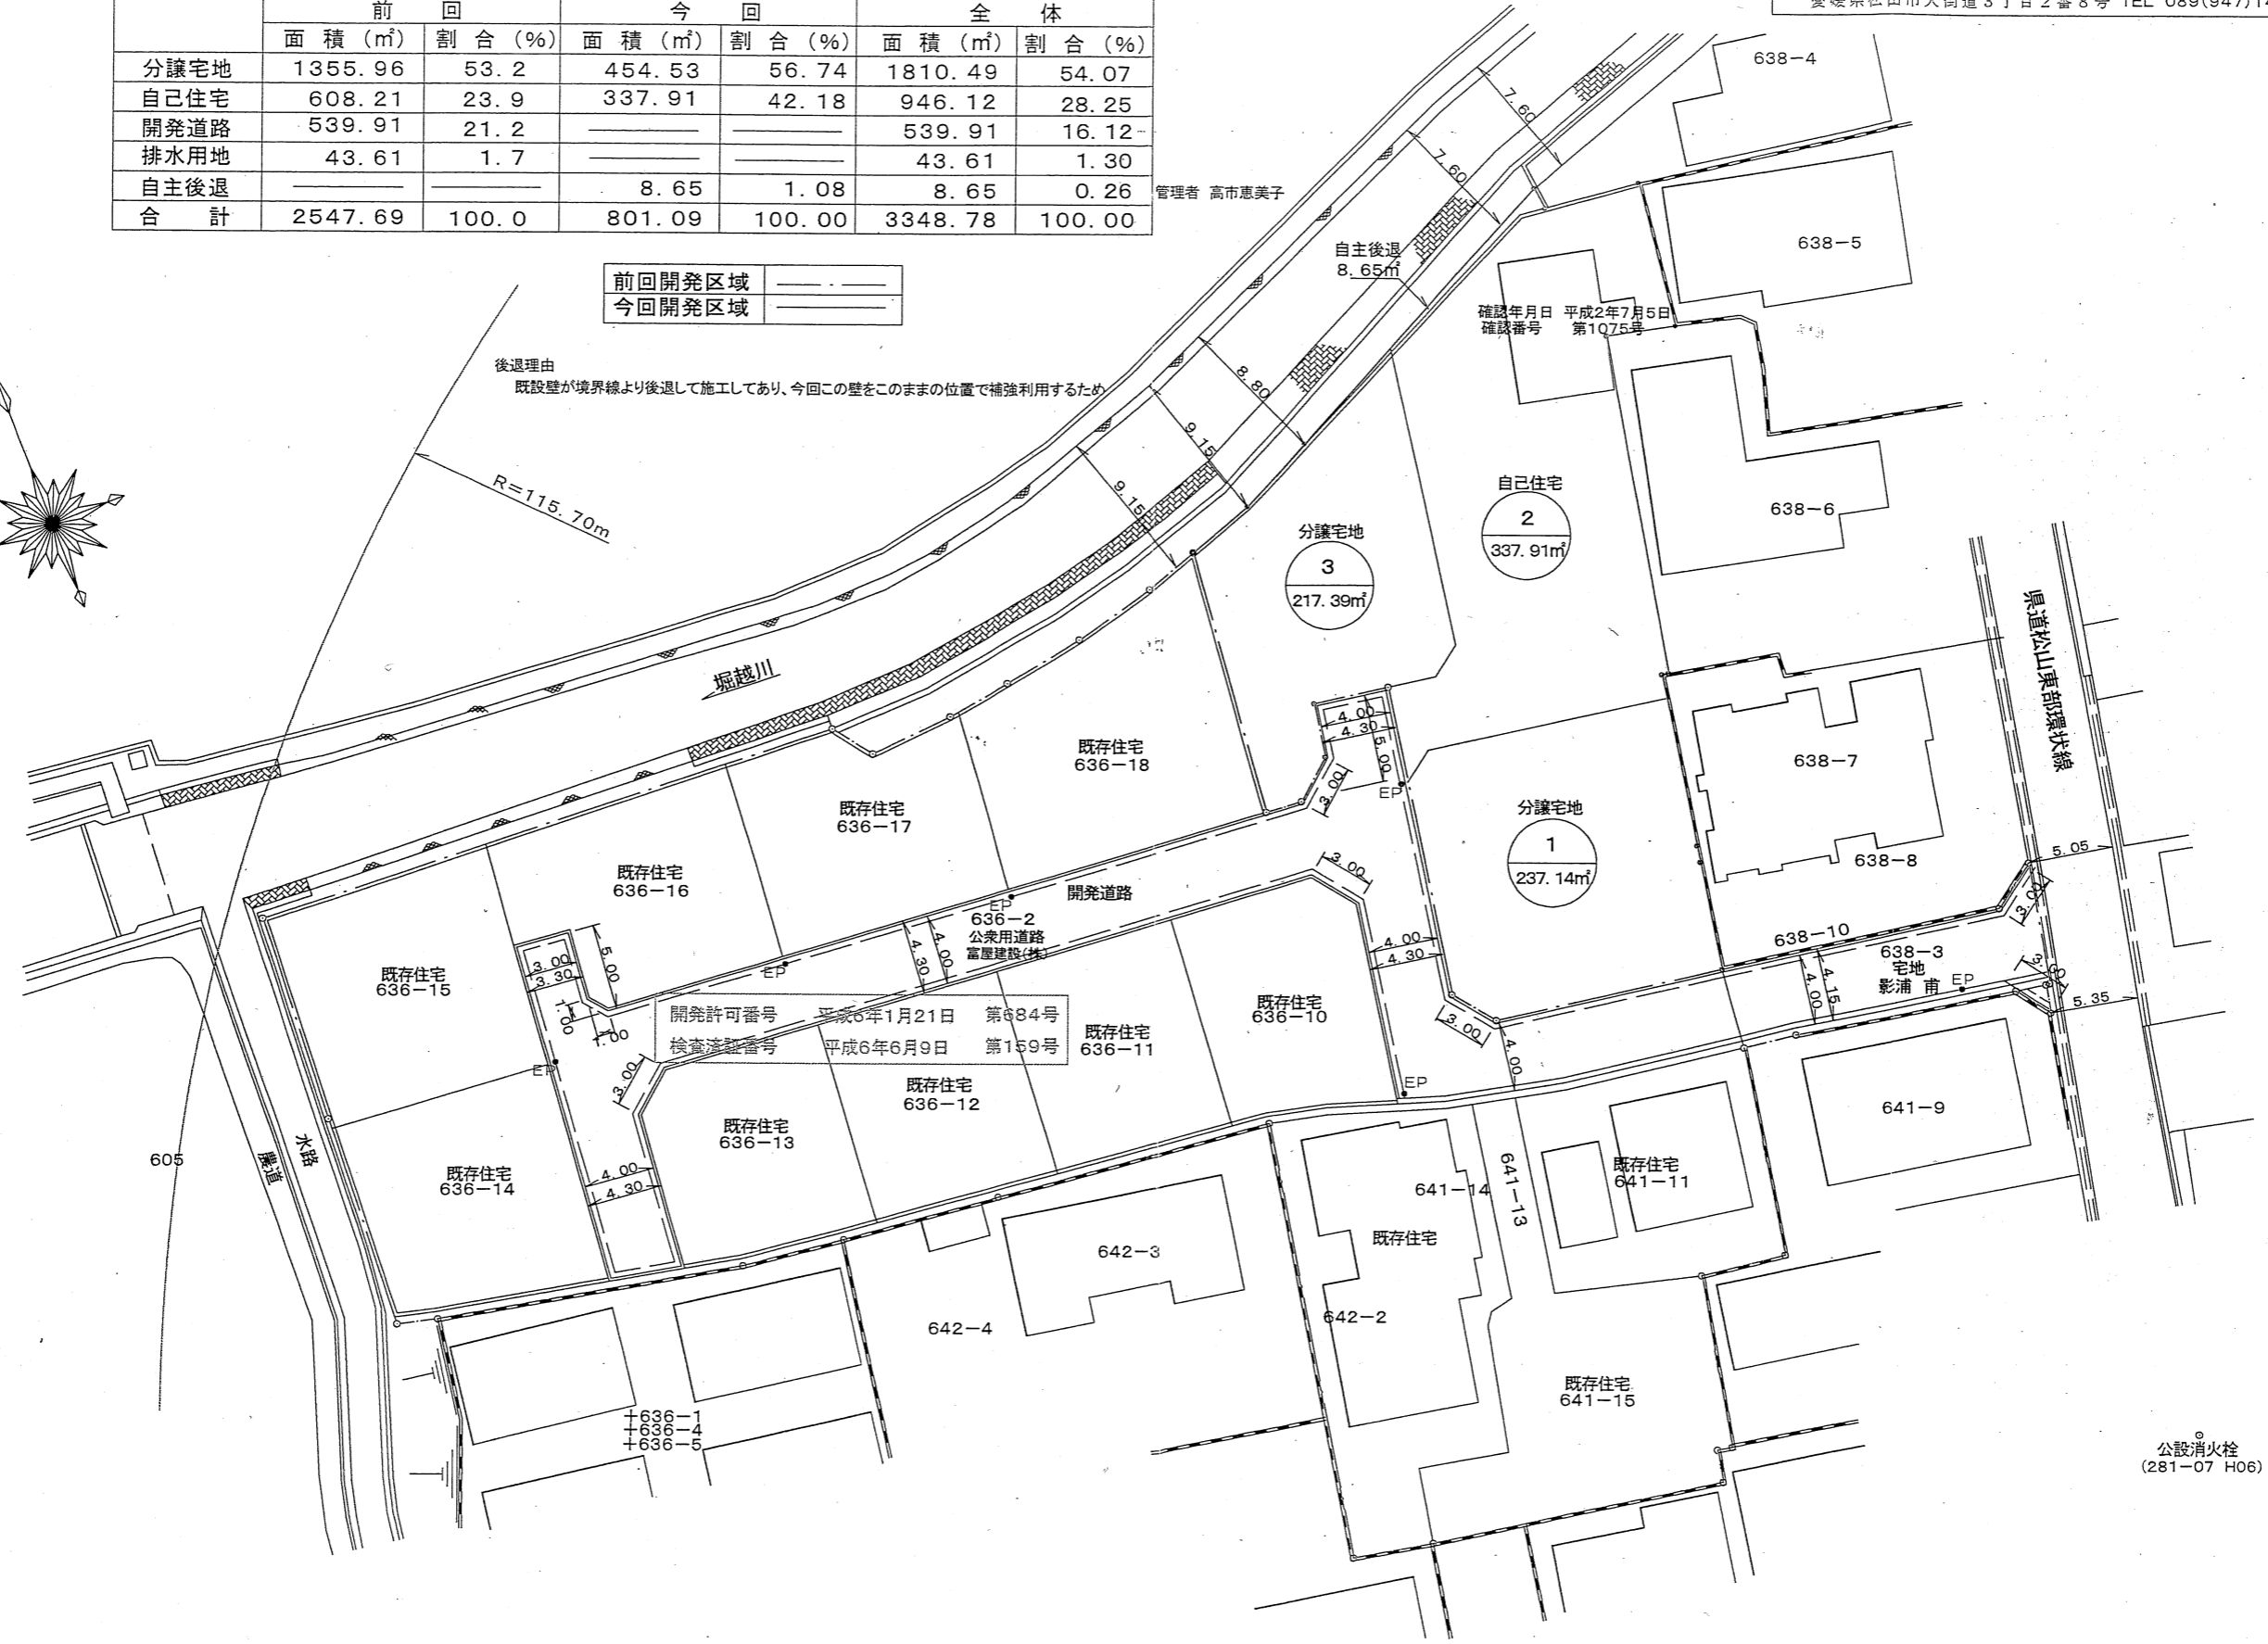 前 回 今 回 全 体
面 積 (㎡) 割 合 (%) 面 積 (㎡) 割 合 (%) 面 積 (㎡) 割 合 (%)
分譲宅地 1355.96 53.2 454.53 56.74 1810.49 54.07
自己住宅 608.21 23.9 337.91 42.18 946.12 28.25
開発道路 539.91 21.2 ――― ――― 539.91 16.12
排水用地 43.61 1.7 ――― ――― 43.61 1.30
自主後退 ――― ――― 8.65 1.08 8.65 0.26
合 計 2547.69 100.0 801.09 100.00 3348.78 100.00
管理者 高市恵美子
前回開発区域
今回開発区域
後退理由
既設壁が境界線より後退して施工してあり、今回この壁をこのままの位置で補強利用するため
R=115.70m
7.60
7.60
8.80
9.15
9.15
自主後退
8.65㎡
638-4
638-5
確認年月日 平成2年7月5日
確認番号 第1075号
638-6
自己住宅
2
337.91㎡
分譲宅地
3
217.39㎡
県道松山東部環状線
堀越川
638-7
638-8
分譲宅地
1
237.14㎡
既存住宅
636-18
既存住宅
636-17
既存住宅
636-16
既存住宅
636-15
既存住宅
636-14
4.00
4.30
5.00
3.00
EP
3.00
開発道路
EP
636-2
公衆用道路
富屋建設(株)
4.30
4.00
EP
4.00
4.30
3.00
638-10
638-3
宅地
影浦 甫
EP
4.15
4.00
5.05
3.00
3.00
5.35
4.00
EP
5.00
3.00
3.30
1.00
1.00
EP
3.00
4.00
4.30
開発許可番号 平成6年1月21日 第684号
検査済証番号 平成6年6月9日 第159号
既存住宅
636-10
既存住宅
636-11
既存住宅
636-12
既存住宅
636-13
605
農道
水路
641-9
既存住宅
641-11
641-13
641-14
既存住宅
642-2
642-3
642-4
既存住宅
641-15
+636-1
+636-4
+636-5
公設消火栓
(281-07 H06)